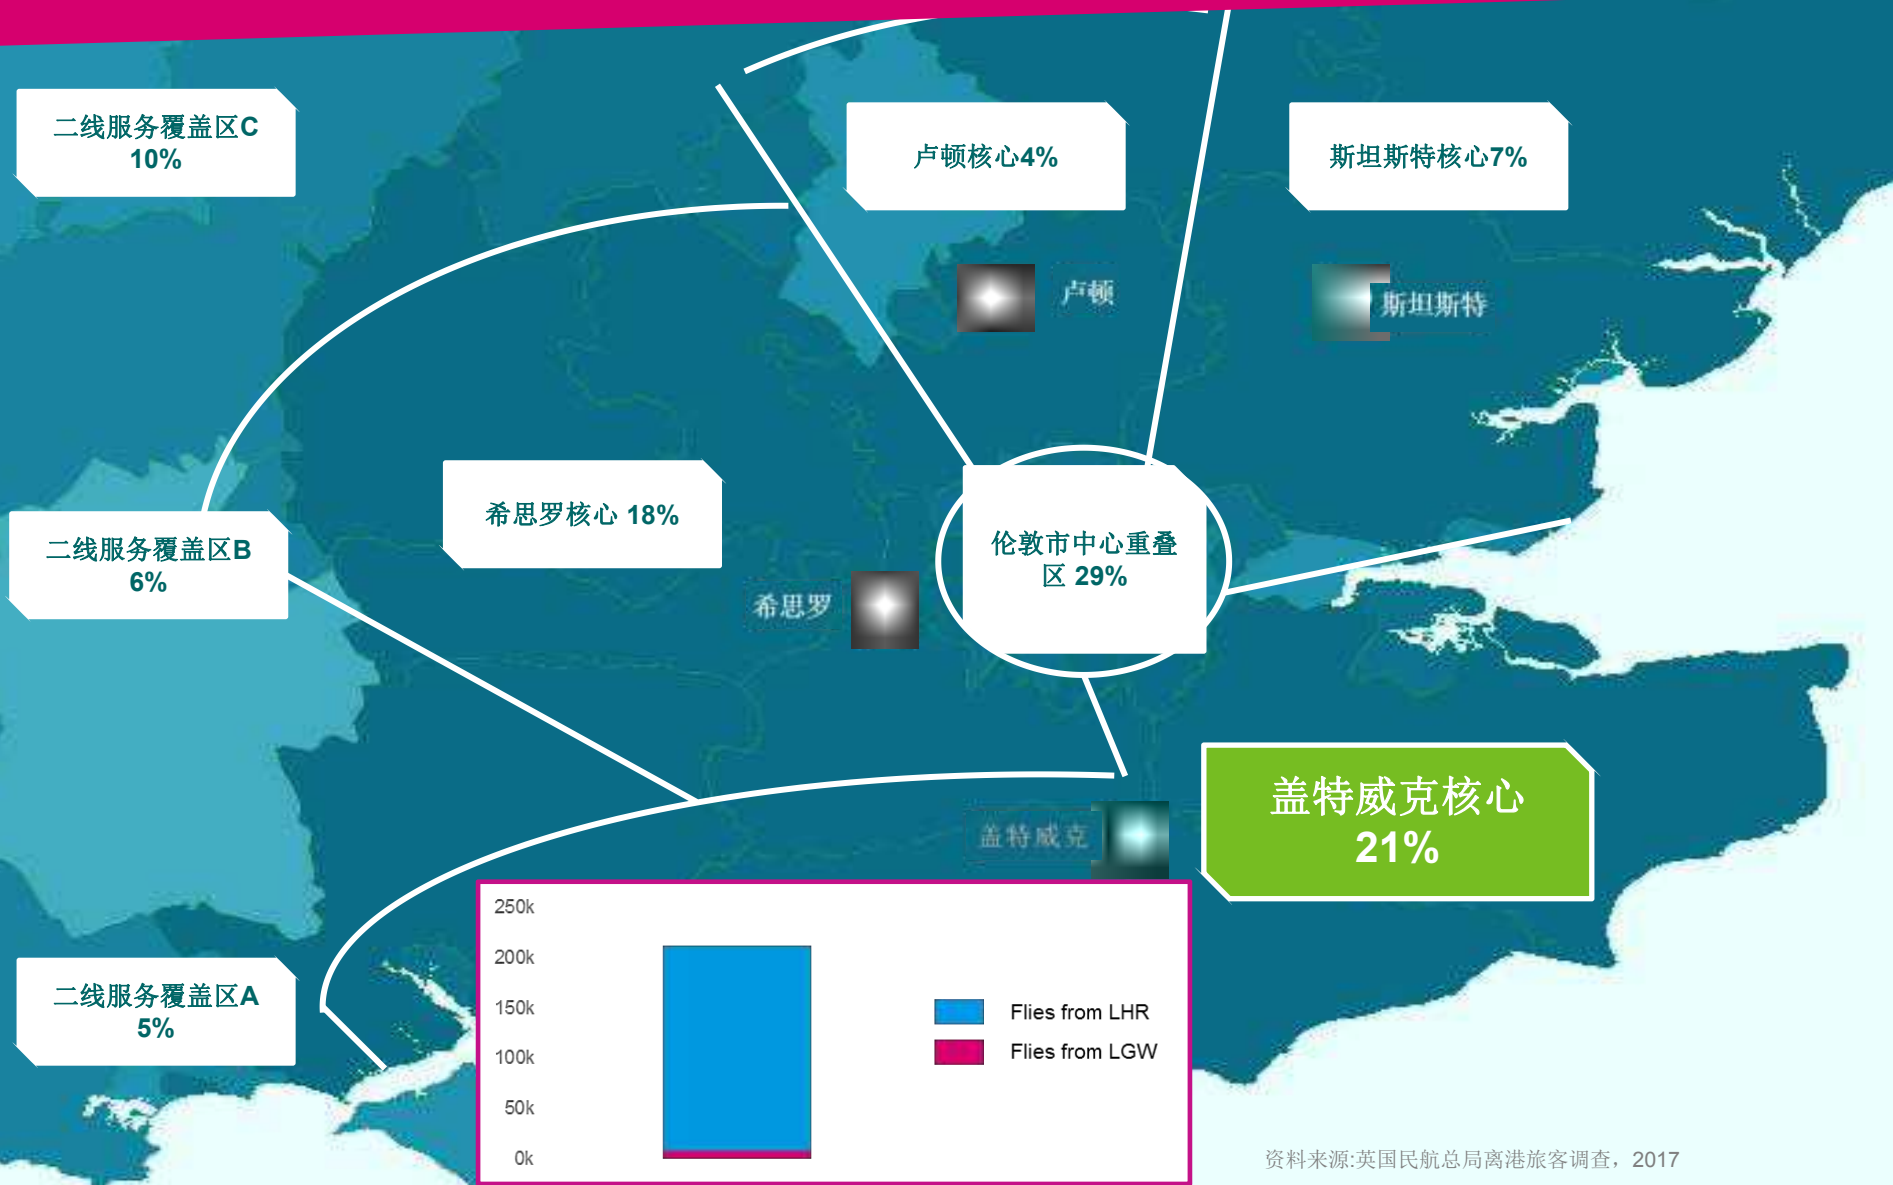 二线服务覆盖区C
10%
卢顿核心4%
斯坦斯特核心7%
卢顿
斯坦斯特
希思罗核心 18%
伦敦市中心重叠
区 29%
二线服务覆盖区B
6%
希思罗
盖特威克核心
21%
盖特威克
二线服务覆盖区A
5%
250k
200k
150k
100k
50k
0k
Flies from LHR
Flies from LGW
资料来源:英国民航总局离港旅客调查，2017